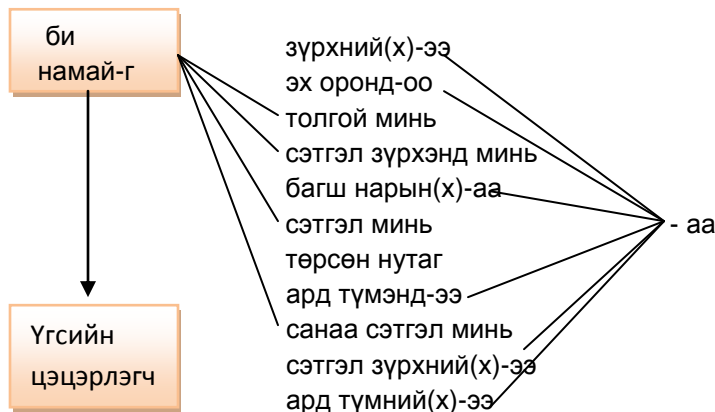 би
намай-г
зүрхний(х)-ээ
эх оронд-оо
толгой минь
сэтгэл зүрхэнд минь
багш нарын(х)-аа
сэтгэл минь
төрсөн нутаг
ард түмэнд-ээ
санаа сэтгэл минь
сэтгэл зүрхний(х)-ээ
ард түмний(х)-ээ
- аа
Үгсийн
цэцэрлэгч